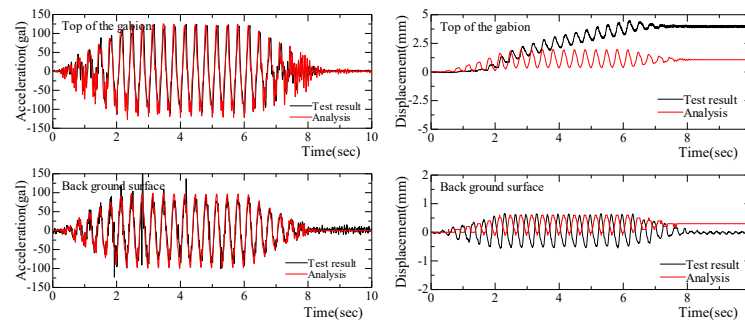 150
100
50
0
-50
-100
-150
Acceleration(gal)
Top of the gabion
Test result
Analysis
0 2 4 6 8 10
Time(sec)
5
2.5
0
-2.5
5
Displacement(mm)
Top of the gabion
Test result
Analysis
0 2 4 6 8
Time(sec)
150
100
50
0
-50
-100
-150
Acceleration(gal)
Back ground surface
Test result
Analysis
0 2 4 6 8 10
Time(sec)
2
1
0
-1
-2
Displacement(mm)
Back ground surface
Test result
Analysis
0 2 4 6 8
Time(sec)